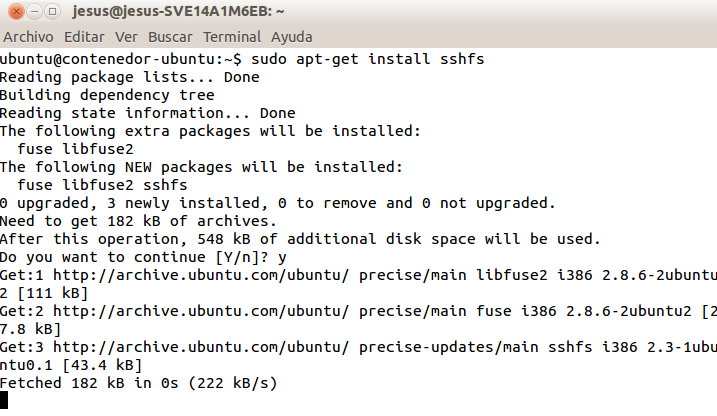 jesus@jesus-SVE14A1M6EB: ~
Archivo Editar Ver Buscar Terminal Ayuda
ubuntu@contenedor-ubuntu:~$ sudo apt-get install sshfs
Reading package lists... Done
Building dependency tree
Reading state information... Done
The following extra packages will be installed:
  fuse libfuse2
The following NEW packages will be installed:
  fuse libfuse2 sshfs
0 upgraded, 3 newly installed, 0 to remove and 0 not upgraded.
Need to get 182 kB of archives.
After this operation, 548 kB of additional disk space will be used.
Do you want to continue [Y/n]? y
Get:1 http://archive.ubuntu.com/ubuntu/ precise/main libfuse2 i386 2.8.6-2ubuntu
2 [111 kB]
Get:2 http://archive.ubuntu.com/ubuntu/ precise/main fuse i386 2.8.6-2ubuntu2 [2
7.8 kB]
Get:3 http://archive.ubuntu.com/ubuntu/ precise-updates/main sshfs i386 2.3-1ubu
ntu0.1 [43.4 kB]
Fetched 182 kB in 0s (222 kB/s)